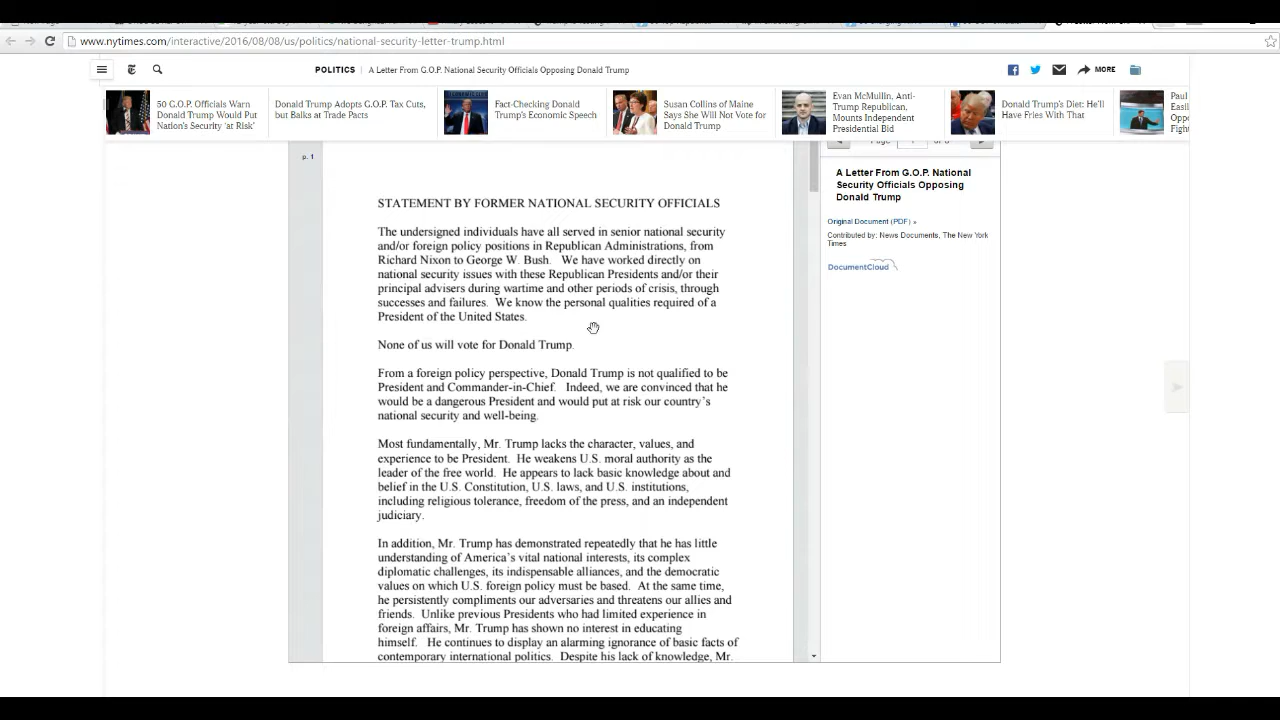 www.nytimes.com/interactive/2016/08/08/us/politics/national-security-letter-trump.html
POLITICS | A Letter From G.O.P. National Security Officials Opposing Donald Trump
MORE
50 G.O.P. Officials Warn
Donald Trump Would Put
Nation's Security 'at Risk'
Donald Trump Adopts G.O.P. Tax Cuts,
but Balks at Trade Pacts
Fact-Checking Donald
Trump's Economic Speech
Susan Collins of Maine
Says She Will Not Vote for
Donald Trump
Evan McMullin, Anti-
Trump Republican,
Mounts Independent
Presidential Bid
Donald Trump's Diet: He'll
Have Fries With That
Paul
Easil
Oppo
Fight
p. 1
STATEMENT BY FORMER NATIONAL SECURITY OFFICIALS
The undersigned individuals have all served in senior national security
and/or foreign policy positions in Republican Administrations, from
Richard Nixon to George W. Bush. We have worked directly on
national security issues with these Republican Presidents and/or their
principal advisers during wartime and other periods of crisis, through
successes and failures. We know the personal qualities required of a
President of the United States.
None of us will vote for Donald Trump.
From a foreign policy perspective, Donald Trump is not qualified to be
President and Commander-in-Chief. Indeed, we are convinced that he
would be a dangerous President and would put at risk our country's
national security and well-being.
Most fundamentally, Mr. Trump lacks the character, values, and
experience to be President. He weakens U.S. moral authority as the
leader of the free world. He appears to lack basic knowledge about and
belief in the U.S. Constitution, U.S. laws, and U.S. institutions,
including religious tolerance, freedom of the press, and an independent
judiciary.
In addition, Mr. Trump has demonstrated repeatedly that he has little
understanding of America's vital national interests, its complex
diplomatic challenges, its indispensable alliances, and the democratic
values on which U.S. foreign policy must be based. At the same time,
he persistently compliments our adversaries and threatens our allies and
friends. Unlike previous Presidents who had limited experience in
foreign affairs, Mr. Trump has shown no interest in educating
himself. He continues to display an alarming ignorance of basic facts of
contemporary international politics. Despite his lack of knowledge, Mr.
A Letter From G.O.P. National
Security Officials Opposing
Donald Trump
Original Document (PDF) »
Contributed by: News Documents, The New York
Times
DocumentCloud